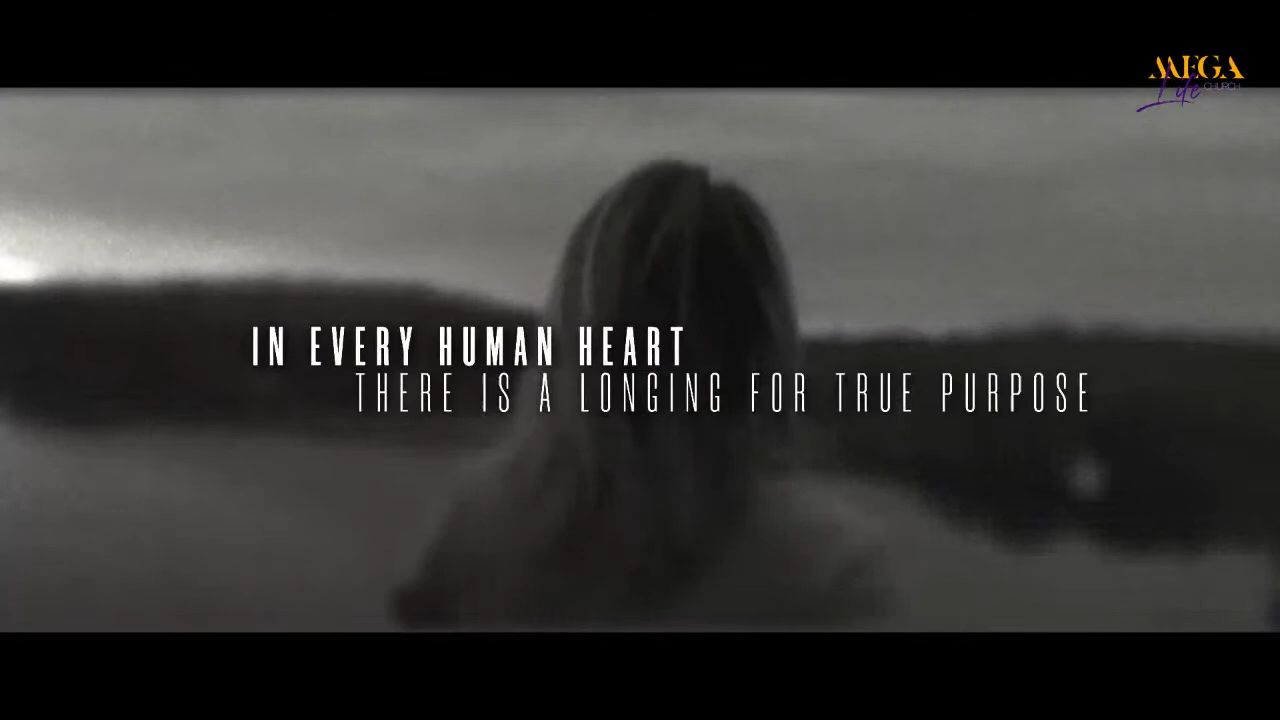 MEGA
Life CHURCH
IN EVERY HUMAN HEART
THERE IS A LONGING FOR TRUE PURPOSE